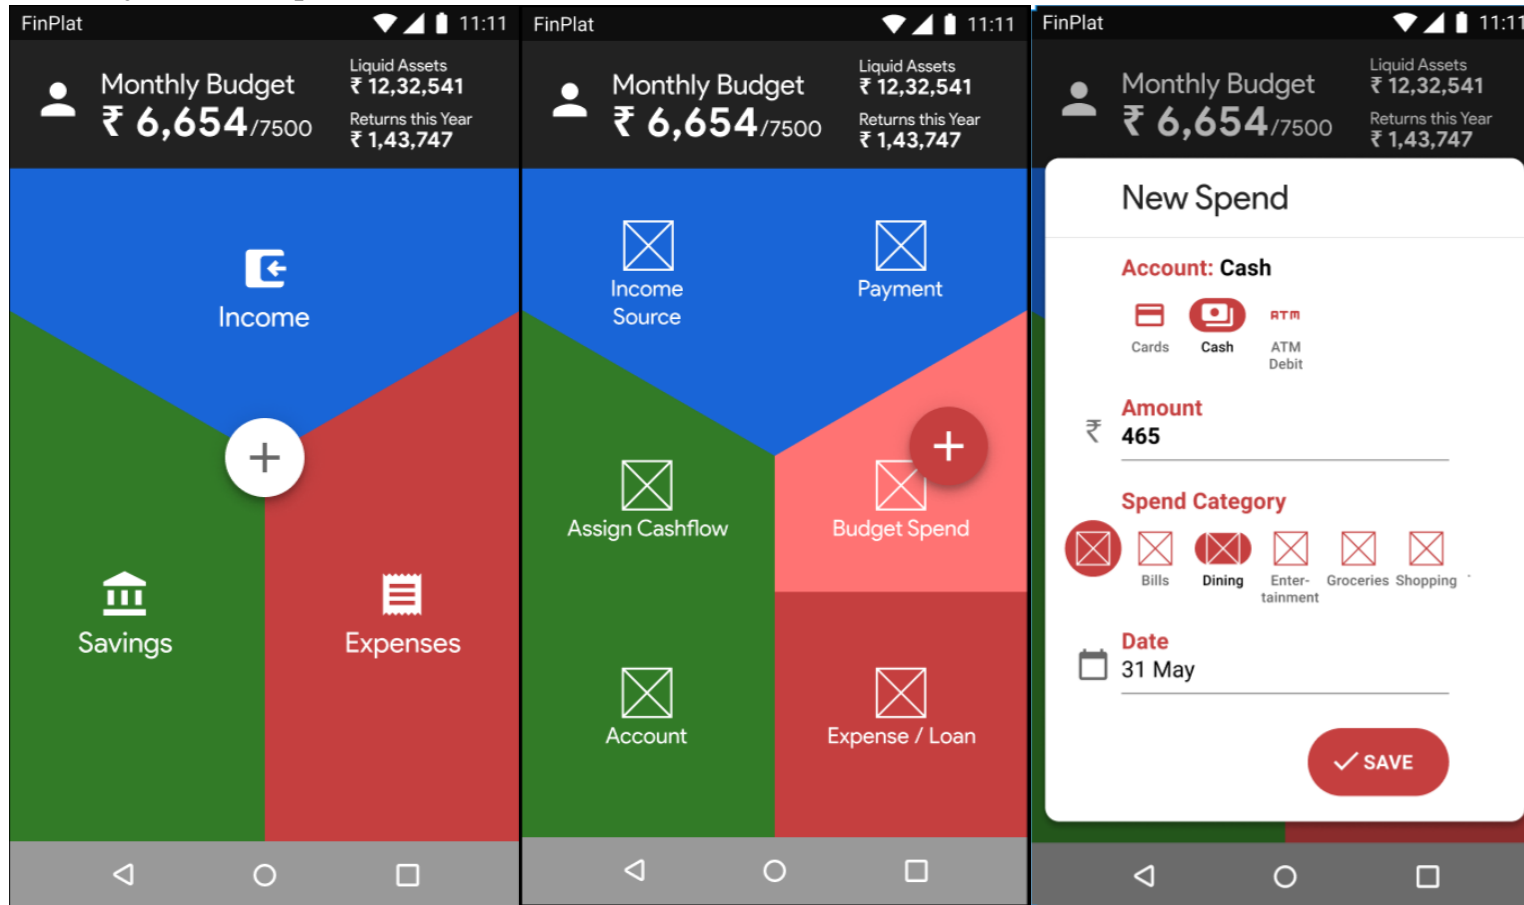 FinPlat
11:11
Monthly Budget
₹ 6,654/7500
Liquid Assets
₹ 12,32,541
Returns this Year
₹ 1,43,747
Income
Savings
Expenses
FinPlat
11:11
Monthly Budget
₹ 6,654/7500
Liquid Assets
₹ 12,32,541
Returns this Year
₹ 1,43,747
Income
Source
Payment
Assign Cashflow
Budget Spend
Account
Expense / Loan
FinPlat
11:11
Monthly Budget
₹ 6,654/7500
Liquid Assets
₹ 12,32,541
Returns this Year
₹ 1,43,747
New Spend
Account: Cash
ATM
Cards
Cash
ATM
Debit
Amount
₹ 465
Spend Category
Bills
Dining
Enter-
tainment
Groceries
Shopping
Date
31 May
SAVE